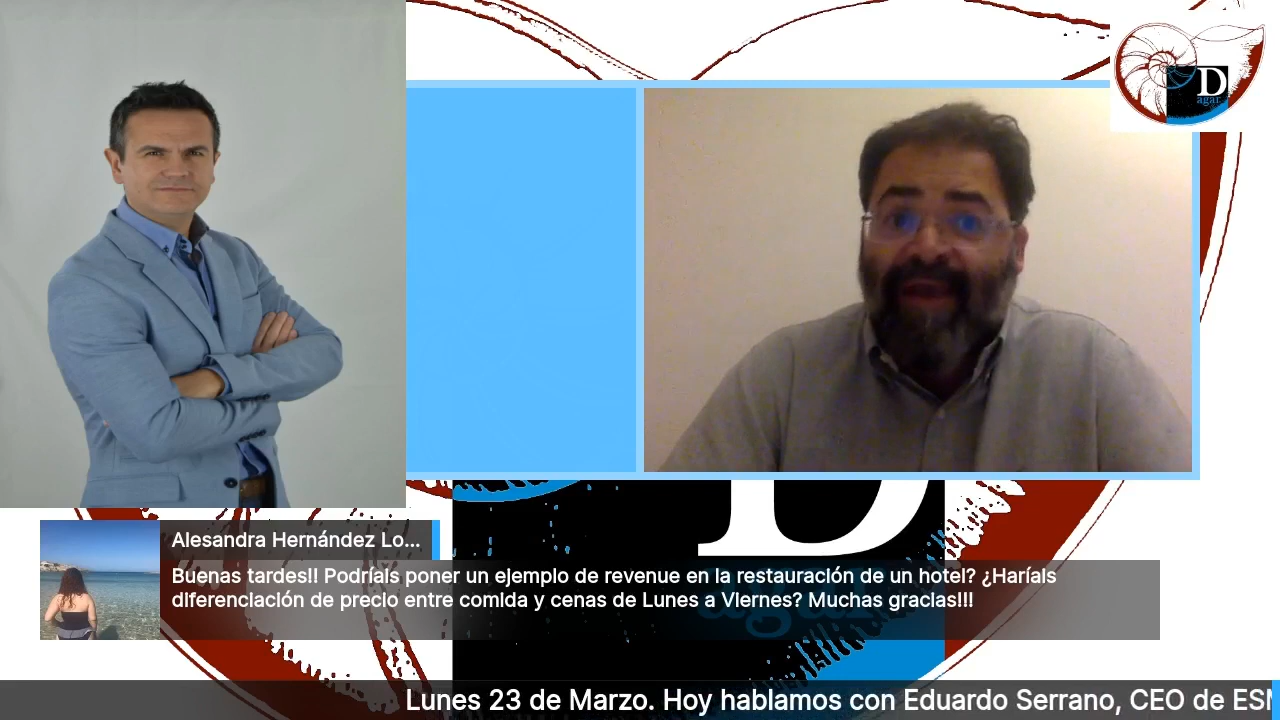 D
agar
Alesandra Hernández Lo...
Buenas tardes!! Podríais poner un ejemplo de revenue en la restauración de un hotel? ¿Haríais
diferenciación de precio entre comida y cenas de Lunes a Viernes? Muchas gracias!!!
Lunes 23 de Marzo. Hoy hablamos con Eduardo Serrano, CEO de ES